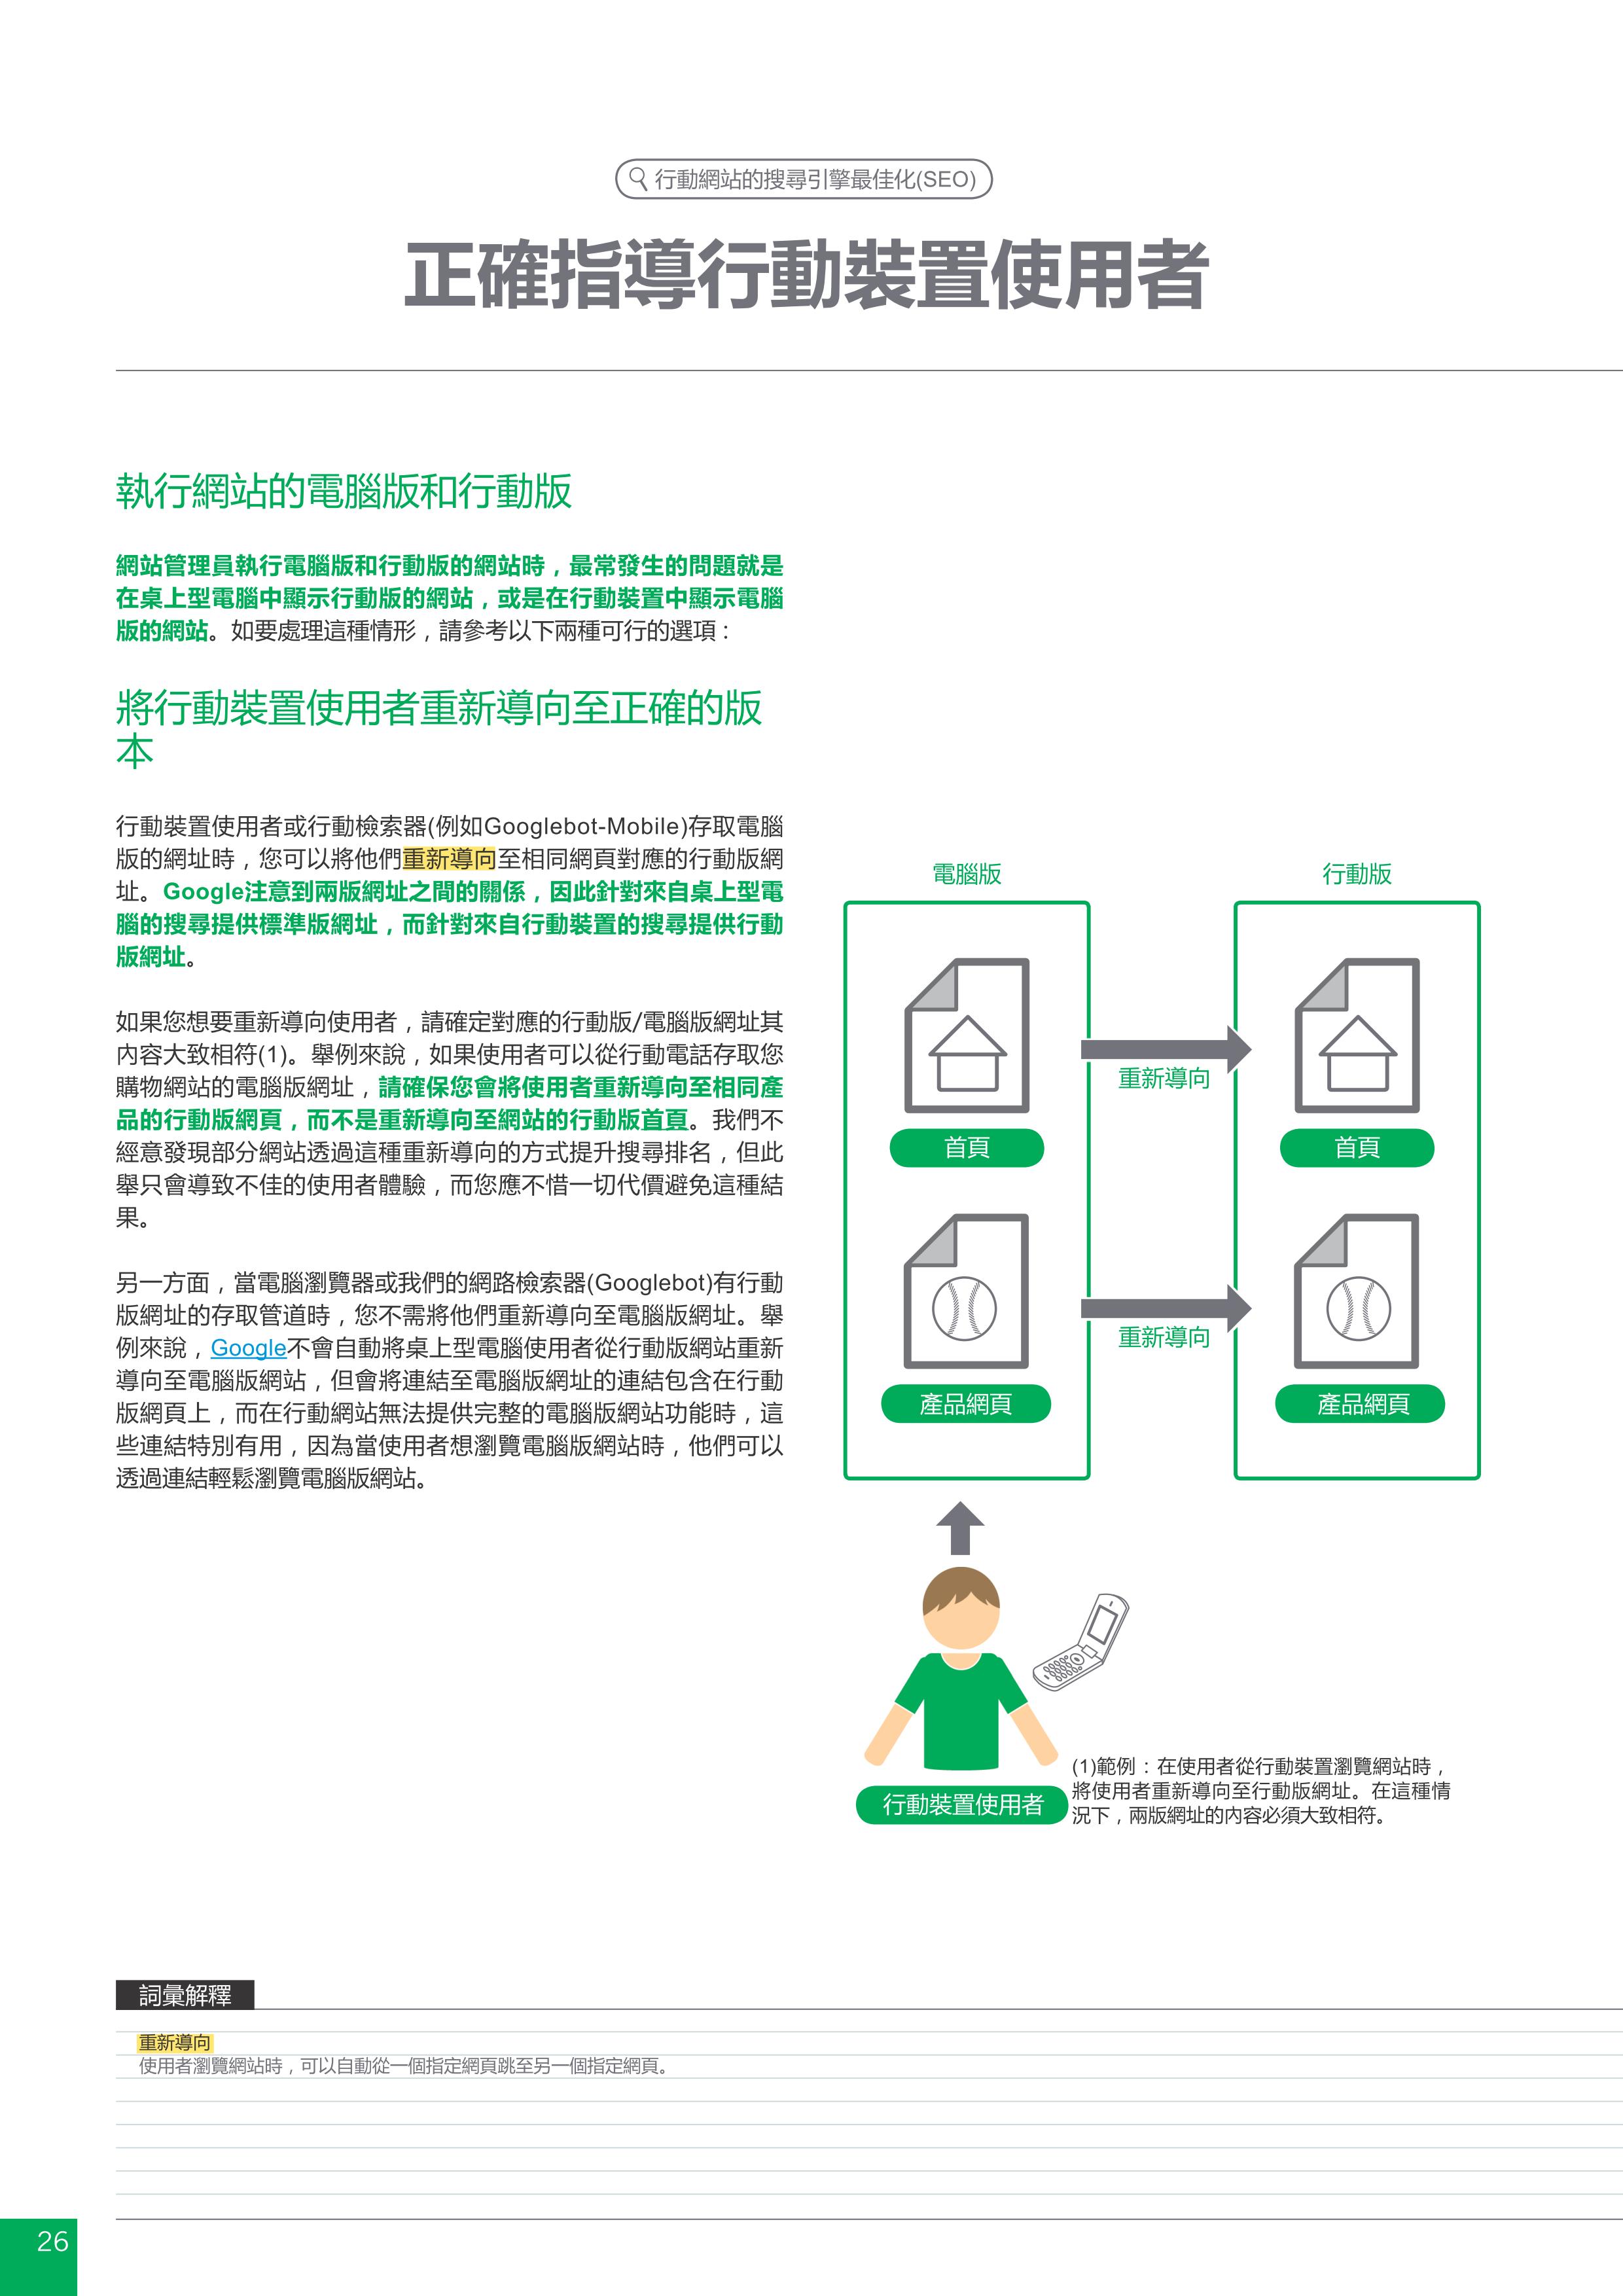 行動網站的搜尋引擎最佳化(SEO)
正確指導行動裝置使用者
執行網站的電腦版和行動版
網站管理員執行電腦版和行動版的網站時，最常發生的問題就是
在桌上型電腦中顯示行動版的網站，或是在行動裝置中顯示電腦
版的網站。如要處理這種情形，請參考以下兩種可行的選項：
將行動裝置使用者重新導向至正確的版
本
行動裝置使用者或行動檢索器(例如Googlebot-Mobile)存取電腦
版的網址時，您可以將他們重新導向至相同網頁對應的行動版網
址。Google注意到兩版網址之間的關係，因此針對來自桌上型電
腦的搜尋提供標準版網址，而針對來自行動裝置的搜尋提供行動
版網址。
如果您想要重新導向使用者，請確定對應的行動版/電腦版網址其
內容大致相符(1)。舉例來說，如果使用者可以從行動電話存取您
購物網站的電腦版網址，請確保您會將使用者重新導向至相同產
品的行動版網頁，而不是重新導向至網站的行動版首頁。我們不
經意發現部分網站透過這種重新導向的方式提升搜尋排名，但此
舉只會導致不佳的使用者體驗，而您應不惜一切代價避免這種結
果。
另一方面，當電腦瀏覽器或我們的網路檢索器(Googlebot)有行動
版網址的存取管道時，您不需將他們重新導向至電腦版網址。舉
例來說，Google不會自動將桌上型電腦使用者從行動版網站重新
導向至電腦版網站，但會將連結至電腦版網址的連結包含在行動
版網頁上，而在行動網站無法提供完整的電腦版網站功能時，這
些連結特別有用，因為當使用者想瀏覽電腦版網站時，他們可以
透過連結輕鬆瀏覽電腦版網站。
電腦版
行動版
重新導向
首頁
首頁
重新導向
產品網頁
產品網頁
行動裝置使用者
(1)範例：在使用者從行動裝置瀏覽網站時，
將使用者重新導向至行動版網址。在這種情
況下，兩版網址的內容必須大致相符。
詞彙解釋
重新導向
使用者瀏覽網站時，可以自動從一個指定網頁跳至另一個指定網頁。
26